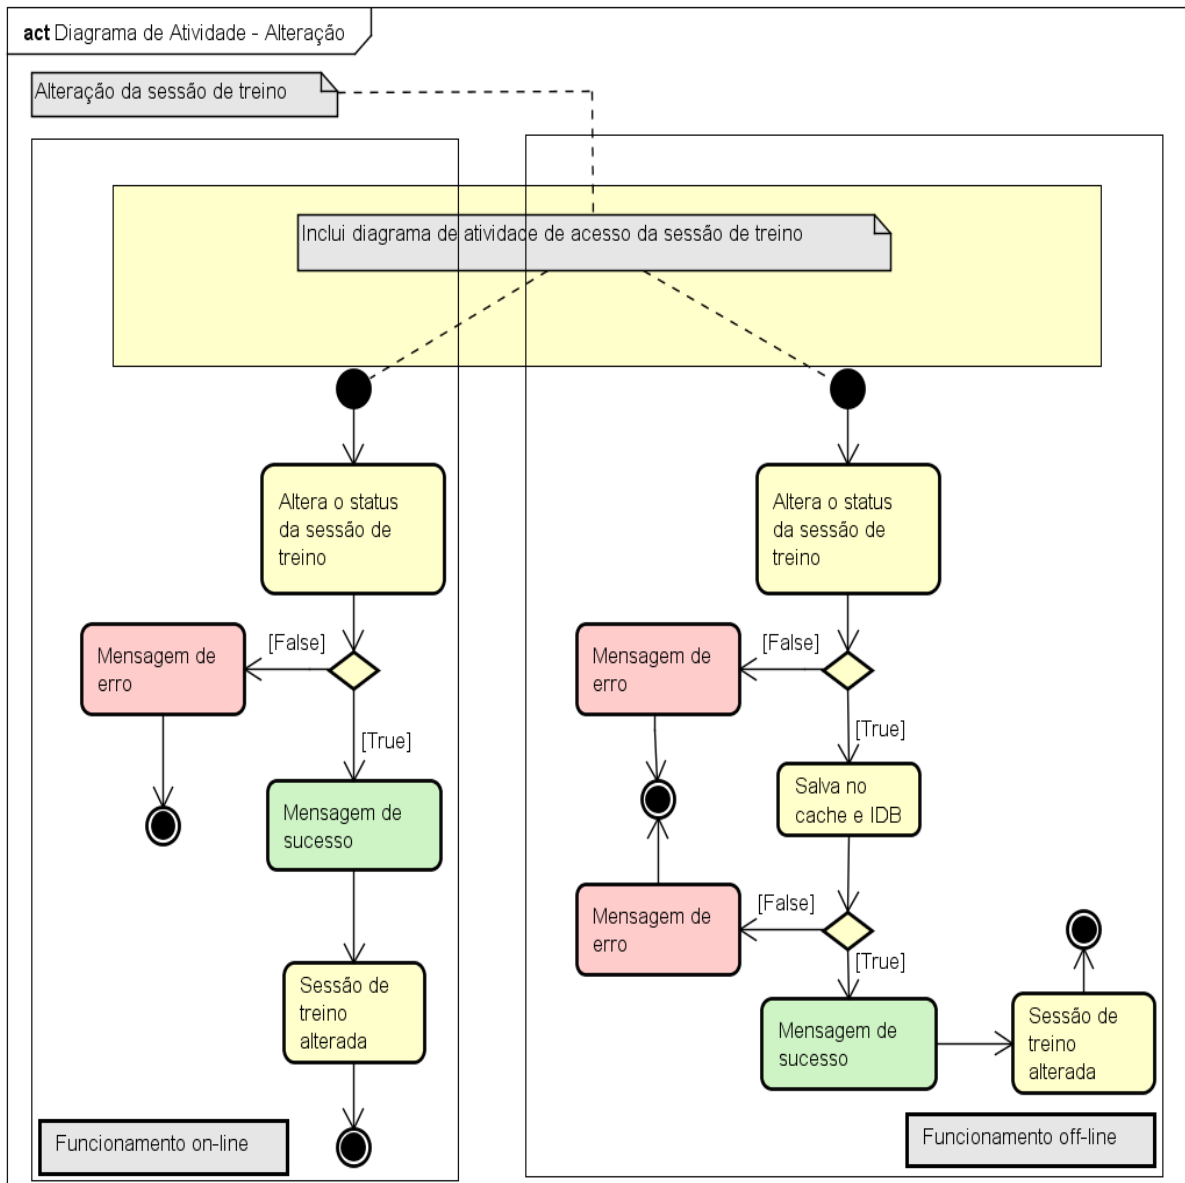 act Diagrama de Atividade - Alteração
Alteração da sessão de treino
Inclui diagrama de atividade de acesso da sessão de treino
Altera o status
da sessão de
treino
[False]
Mensagem de
erro
[True]
Mensagem de
sucesso
Sessão de
treino
alterada
Funcionamento on-line
Altera o status
da sessão de
treino
[False]
Mensagem de
erro
[True]
Salva no
cache e IDB
[False]
Mensagem de
erro
[True]
Mensagem de
sucesso
Sessão de
treino
alterada
Funcionamento off-line